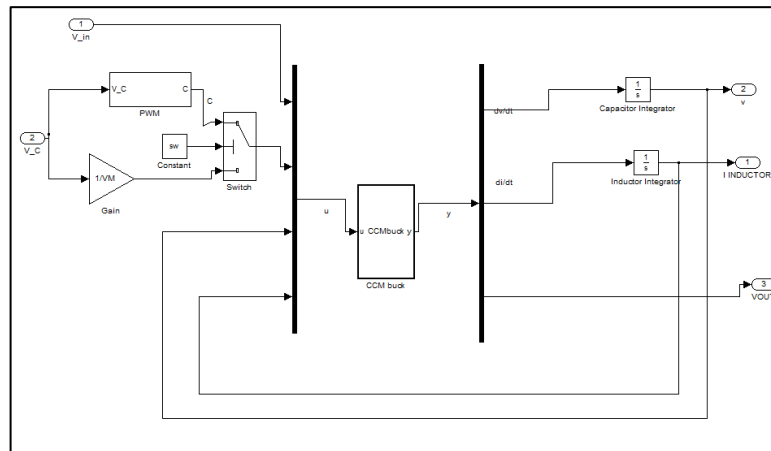 1
V_in
V_C
C
PWM
C
2
V_C
sw
Constant
Switch
1/VM
Gain
u
u CCMbuck y
CCM buck
y
dv/dt
1
s
Capacitor Integrator
2
v
di/dt
1
s
Inductor Integrator
1
I INDUCTOR
3
VOUT